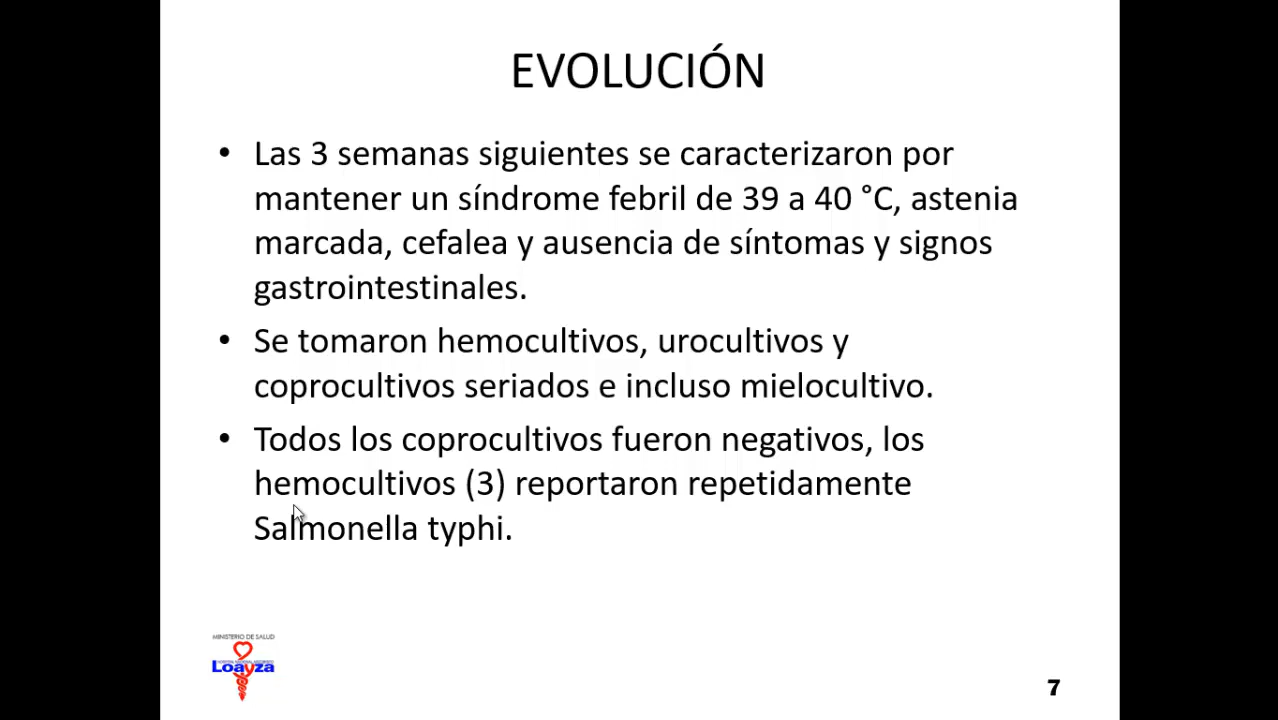 EVOLUCIÓN
• Las 3 semanas siguientes se caracterizaron por
mantener un síndrome febril de 39 a 40 °C, astenia
marcada, cefalea y ausencia de síntomas y signos
gastrointestinales.
• Se tomaron hemocultivos, urocultivos y
coprocultivos seriados e incluso mielocultivo.
• Todos los coprocultivos fueron negativos, los
hemocultivos (3) reportaron repetidamente
Salmonella typhi.
MINISTERIO DE SALUD
Loayza
7